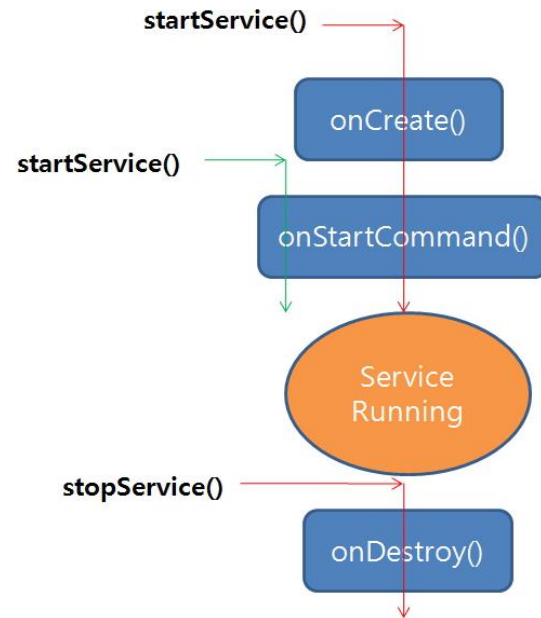 startService()
onCreate()
startService()
onStartCommand()
Service
Running
stopService()
onDestroy()